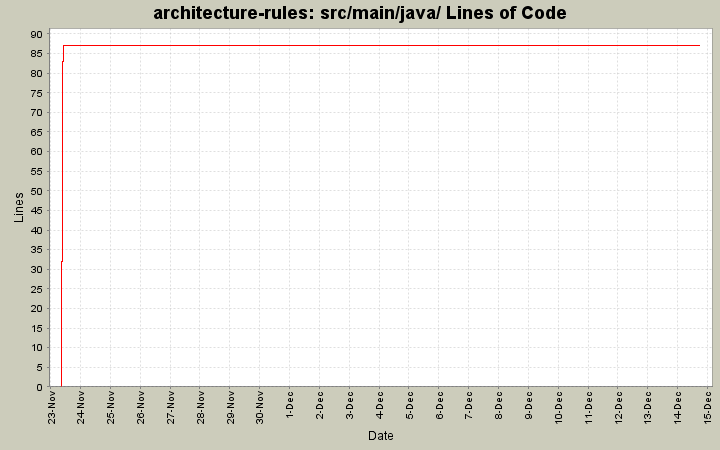 architecture-rules: src/main/java/ Lines of Code
90
85
80
75
70
65
60
55
50
45
40
35
30
25
20
15
10
5
0
Lines
23-Nov
24-Nov
25-Nov
26-Nov
27-Nov
28-Nov
29-Nov
30-Nov
1-Dec
2-Dec
3-Dec
4-Dec
5-Dec
6-Dec
7-Dec
8-Dec
9-Dec
10-Dec
11-Dec
12-Dec
13-Dec
14-Dec
15-Dec
Date